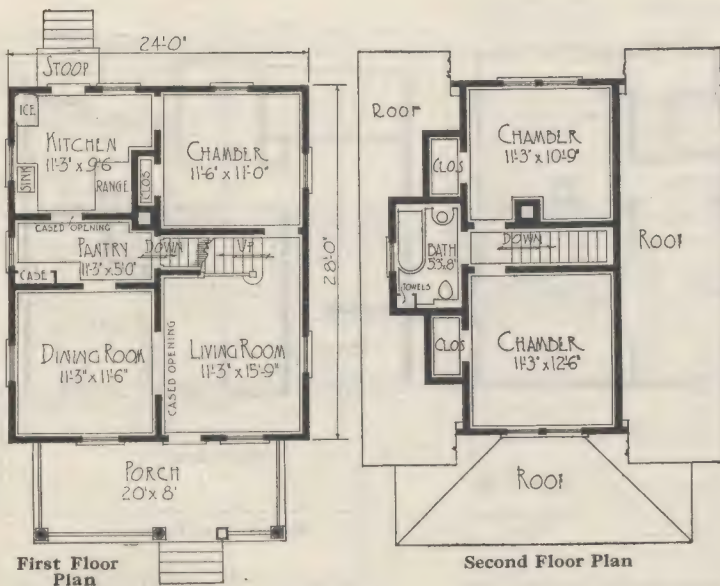 24'-0"
STOOP
ICE
KITCHEN
11'-3" x 9'-6
SINK
RANGE
CLOS
CHAMBER
11'-6" x 11'-0"
CASED OPENING
PANTRY
11'-3" x 5'0"
CASE
DOWN
UP
28'-0"
DINING ROOM
11'-3" x 11'-6"
CASED OPENING
LIVING ROOM
11'-3" x 15'-9"
PORCH
20' x 8'
First Floor
Plan
ROOF
CHAMBER
11'-3" x 10'-9"
CLOS
BATH
5'3"x8'
TOWELS
DOWN
ROOF
CLOS
CHAMBER
11'-3" x 12'-6"
ROOF
Second Floor Plan